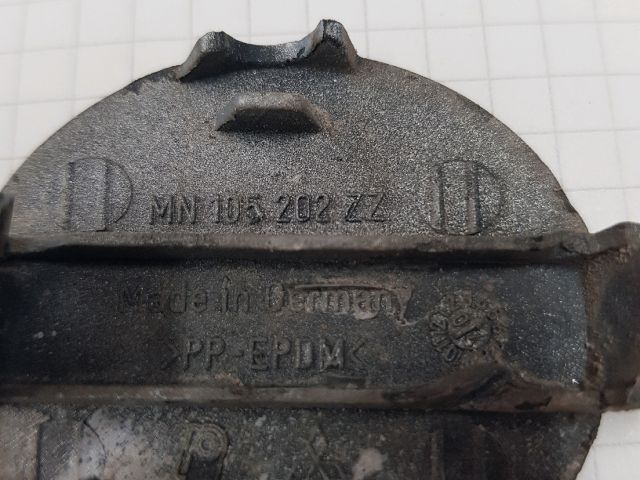 MN 105 202 ZZ
Made in Germany
>PP-EPDM<